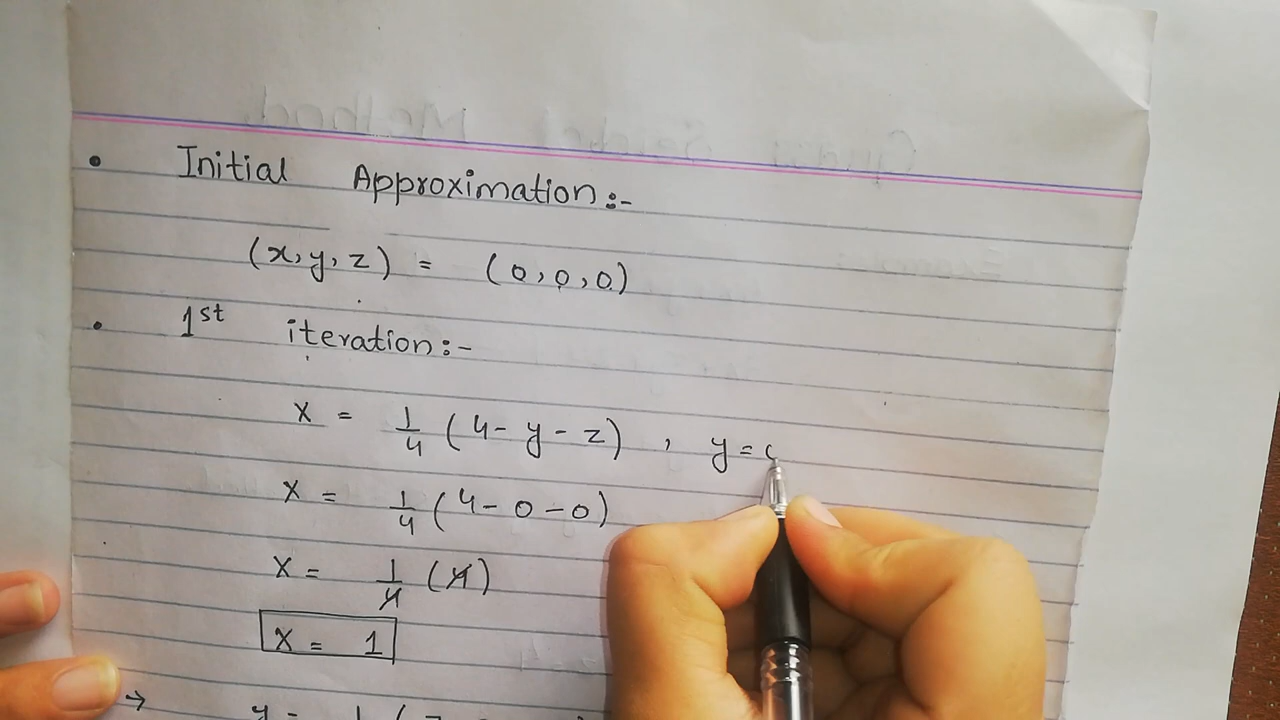 • Initial Approximation:-
(x, y, z) = (0, 0, 0)
• 1st iteration:-
x = 1/4 (4 - y - z) , y =
x = 1/4 (4 - 0 - 0)
x = 1/4 (4)
x = 1
→ y = 1